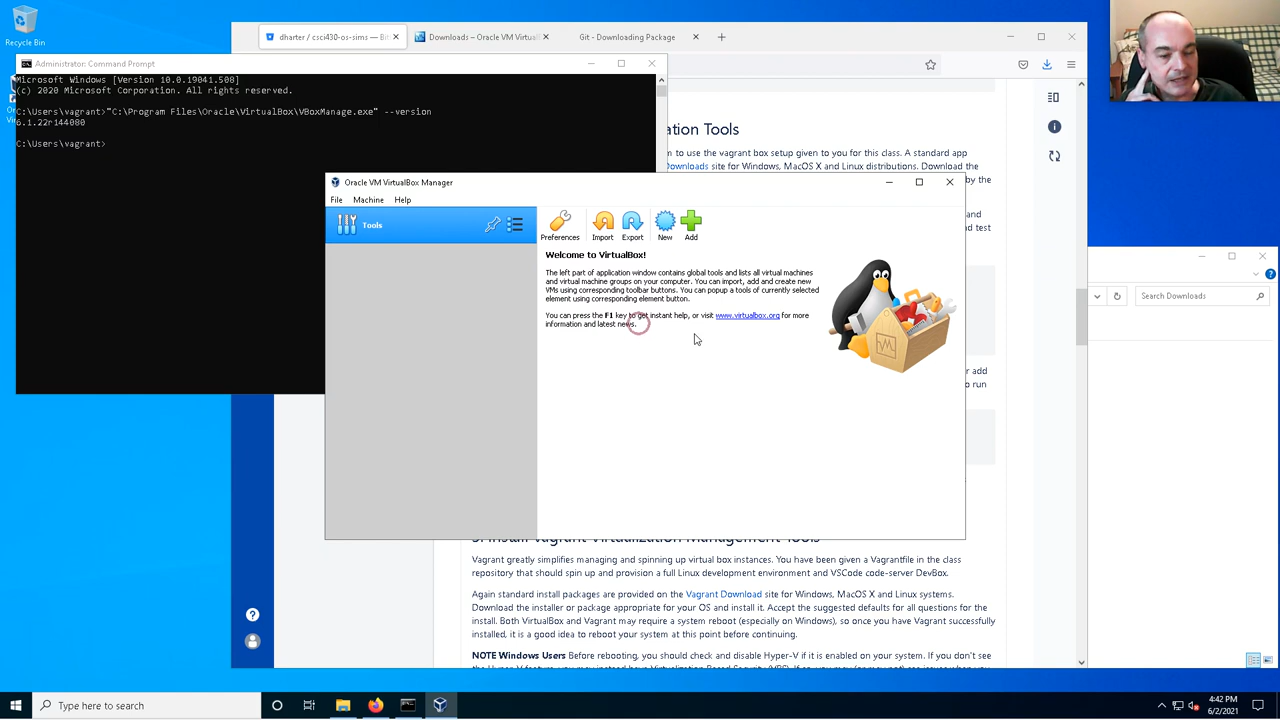 Recycle Bin
dharter / csci430-os-sims — Bit
Downloads – Oracle VM Virtual
Git - Downloading Package
Administrator: Command Prompt
Microsoft Windows [Version 10.0.19041.508]
(c) 2020 Microsoft Corporation. All rights reserved.
C:\Users\vagrant>"C:\Program Files\Oracle\VirtualBox\VBoxManage.exe" --version
6.1.22r144080
C:\Users\vagrant>
ation Tools
m to use the vagrant box setup given to you for this class. A standard app
Downloads site for Windows, MacOS X and Linux distributions. Download the
by the
and
nd test
Oracle VM VirtualBox Manager
File Machine Help
Tools
Preferences Import Export New Add
Welcome to VirtualBox!
The left part of application window contains global tools and lists all virtual machines
and virtual machine groups on your computer. You can import, add and create new
VMs using corresponding toolbar buttons. You can popup a tools of currently selected
element using corresponding element button.
You can press the F1 key to get instant help, or visit www.virtualbox.org for more
information and latest news.
VM
Search Downloads
r add
o run
Install Vagrant Virtualization Management Tools
Vagrant greatly simplifies managing and spinning up virtual box instances. You have been given a Vagrantfile in the class
repository that should spin up and provision a full Linux development environment and VSCode code-server DevBox.
Again standard install packages are provided on the Vagrant Download site for Windows, MacOS X and Linux systems.
Download the installer or package appropriate for your OS and install it. Accept the suggested defaults for all questions for the
install. Both VirtualBox and Vagrant may require a system reboot (especially on Windows), so once you have Vagrant successfully
installed, it is a good idea to reboot your system at this point before continuing.
NOTE Windows Users Before rebooting, you should check and disable Hyper-V if it is enabled on your system. If you don't see
Type here to search
4:42 PM
6/2/2021